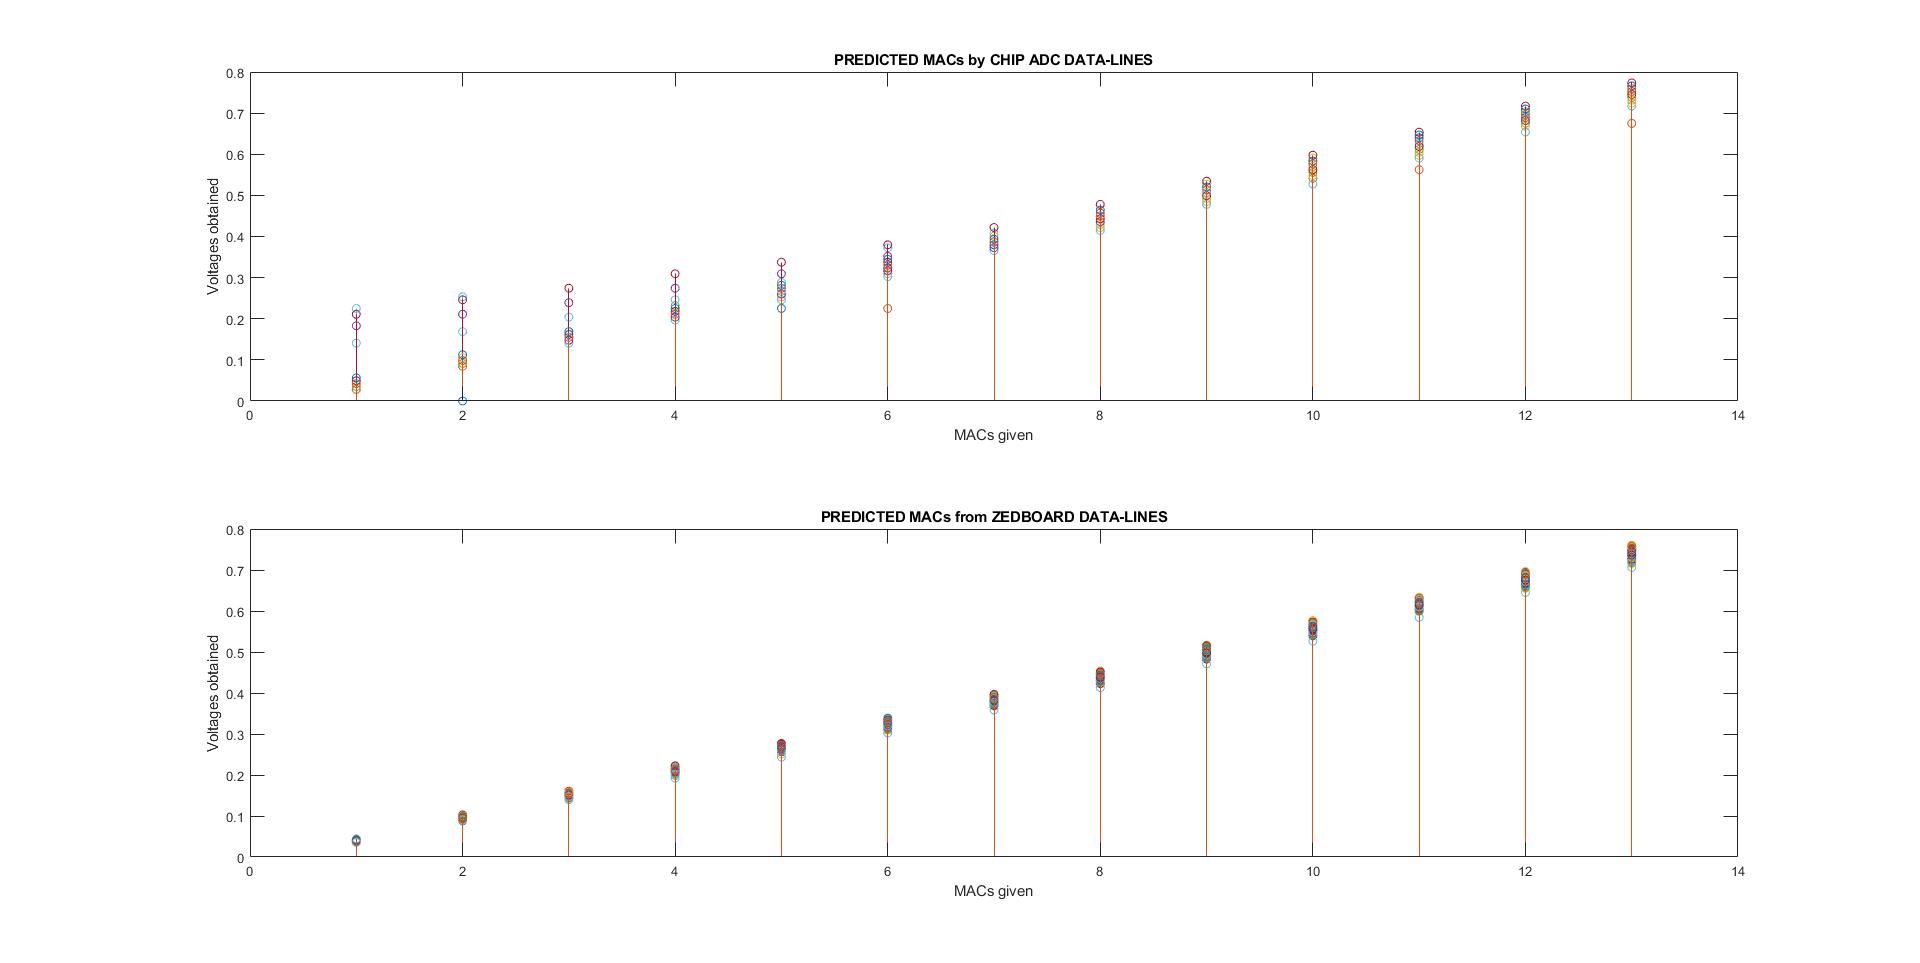 PREDICTED MACs by CHIP ADC DATA-LINES
Voltages obtained
0.8
0.7
0.6
0.5
0.4
0.3
0.2
0.1
0
0 2 4 6 8 10 12 14
MACs given
PREDICTED MACs from ZEDBOARD DATA-LINES
Voltages obtained
0.8
0.7
0.6
0.5
0.4
0.3
0.2
0.1
0
0 2 4 6 8 10 12 14
MACs given